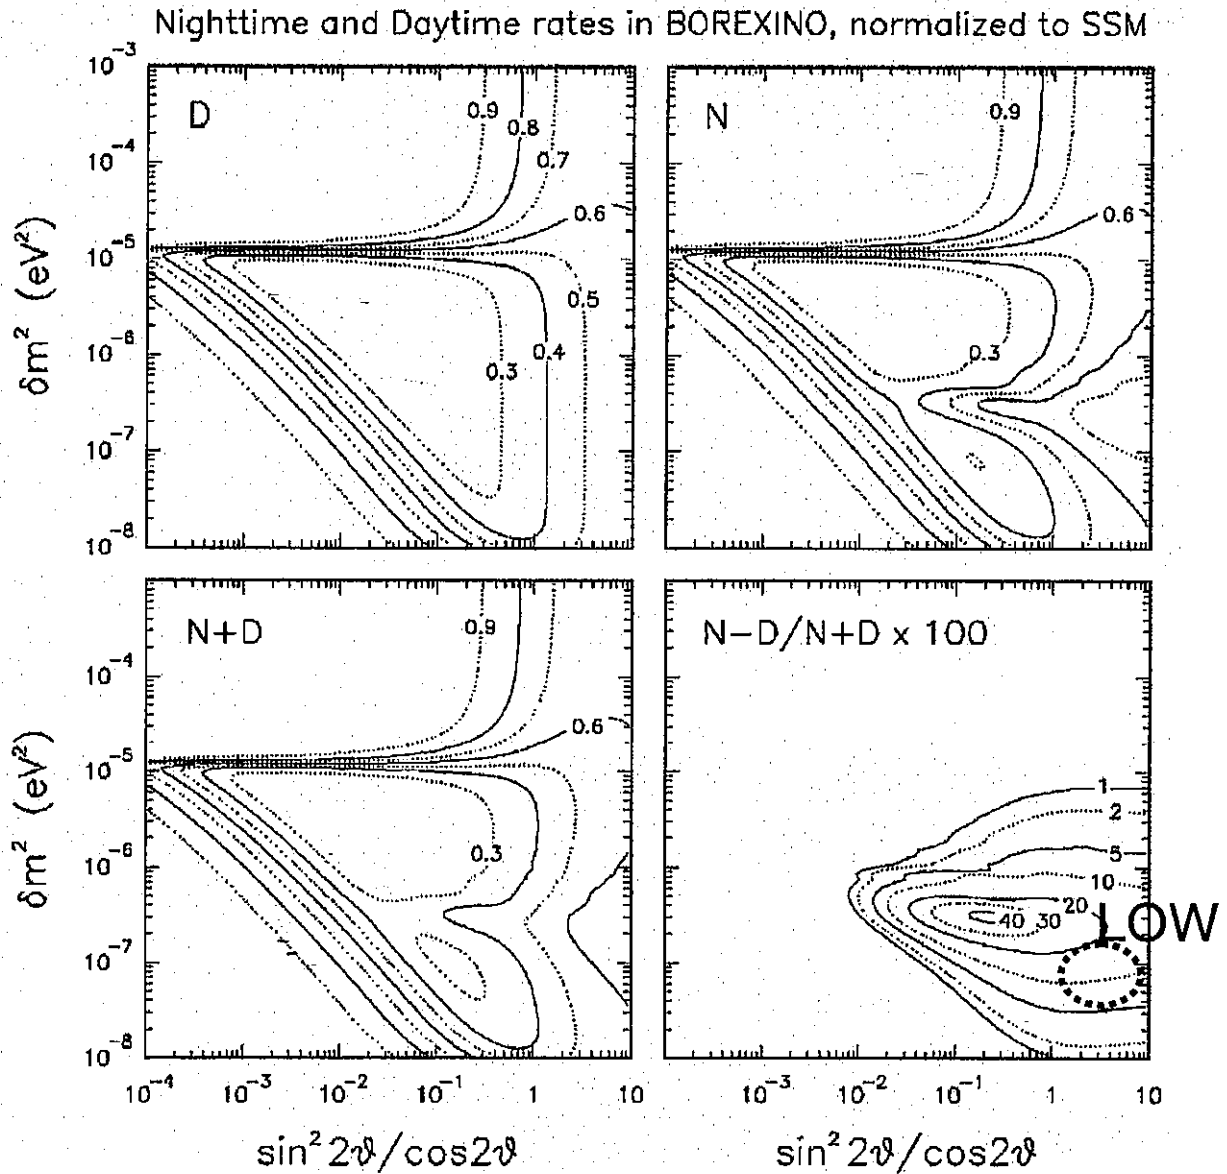 Nighttime and Daytime rates in BOREXINO, normalized to SSM
D
0.9
0.8
0.7
0.6
0.5
0.4
0.3
N
0.9
0.6
0.3
10⁻³
10⁻⁴
10⁻⁵
10⁻⁶
10⁻⁷
10⁻⁸
δm² (eV²)
N+D
0.9
0.6
0.3
N−D/N+D x 100
1
2
5
10
20
40 30
LOW
10⁻⁴
10⁻⁵
10⁻⁶
10⁻⁷
10⁻⁸
δm² (eV²)
10⁻⁴ 10⁻³ 10⁻² 10⁻¹ 1 10
10⁻³ 10⁻² 10⁻¹ 1 10
sin² 2ϑ/cos2ϑ
sin² 2ϑ/cos2ϑ